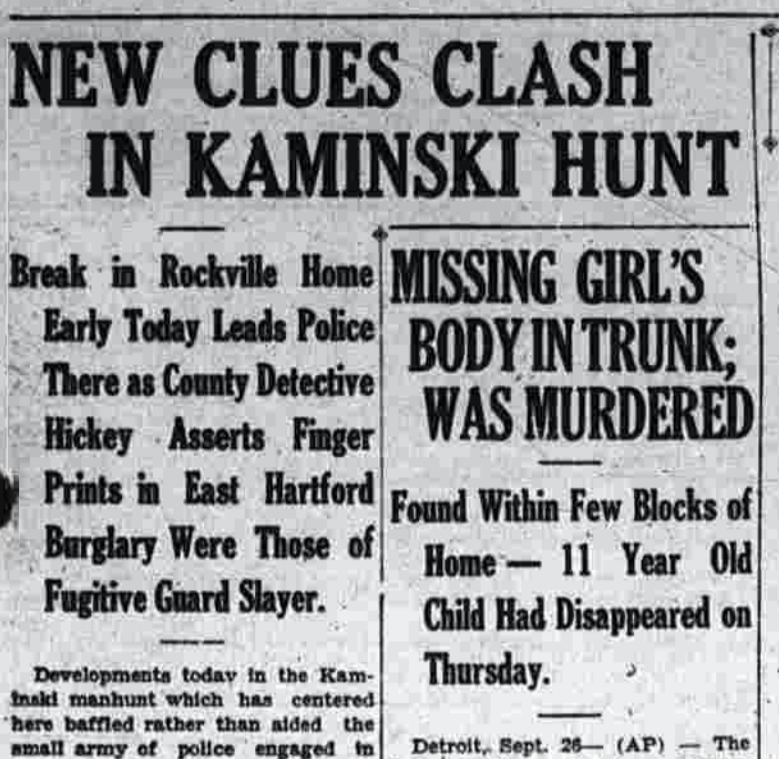 NEW CLUES CLASH
IN KAMINSKI HUNT
Break in Rockville Home
Early Today Leads Police
There as County Detective
Hickey Asserts Finger
Prints in East Hartford
Burglary Were Those of
Fugitive Guard Slayer.
Developments today in the Kam-
inski manhunt which has centered
here baffled rather than aided the
small army of police engaged in
MISSING GIRL'S
BODY IN TRUNK;
WAS MURDERED
Found Within Few Blocks of
Home — 11 Year Old
Child Had Disappeared on
Thursday.
Detroit, Sept. 26— (AP) — The